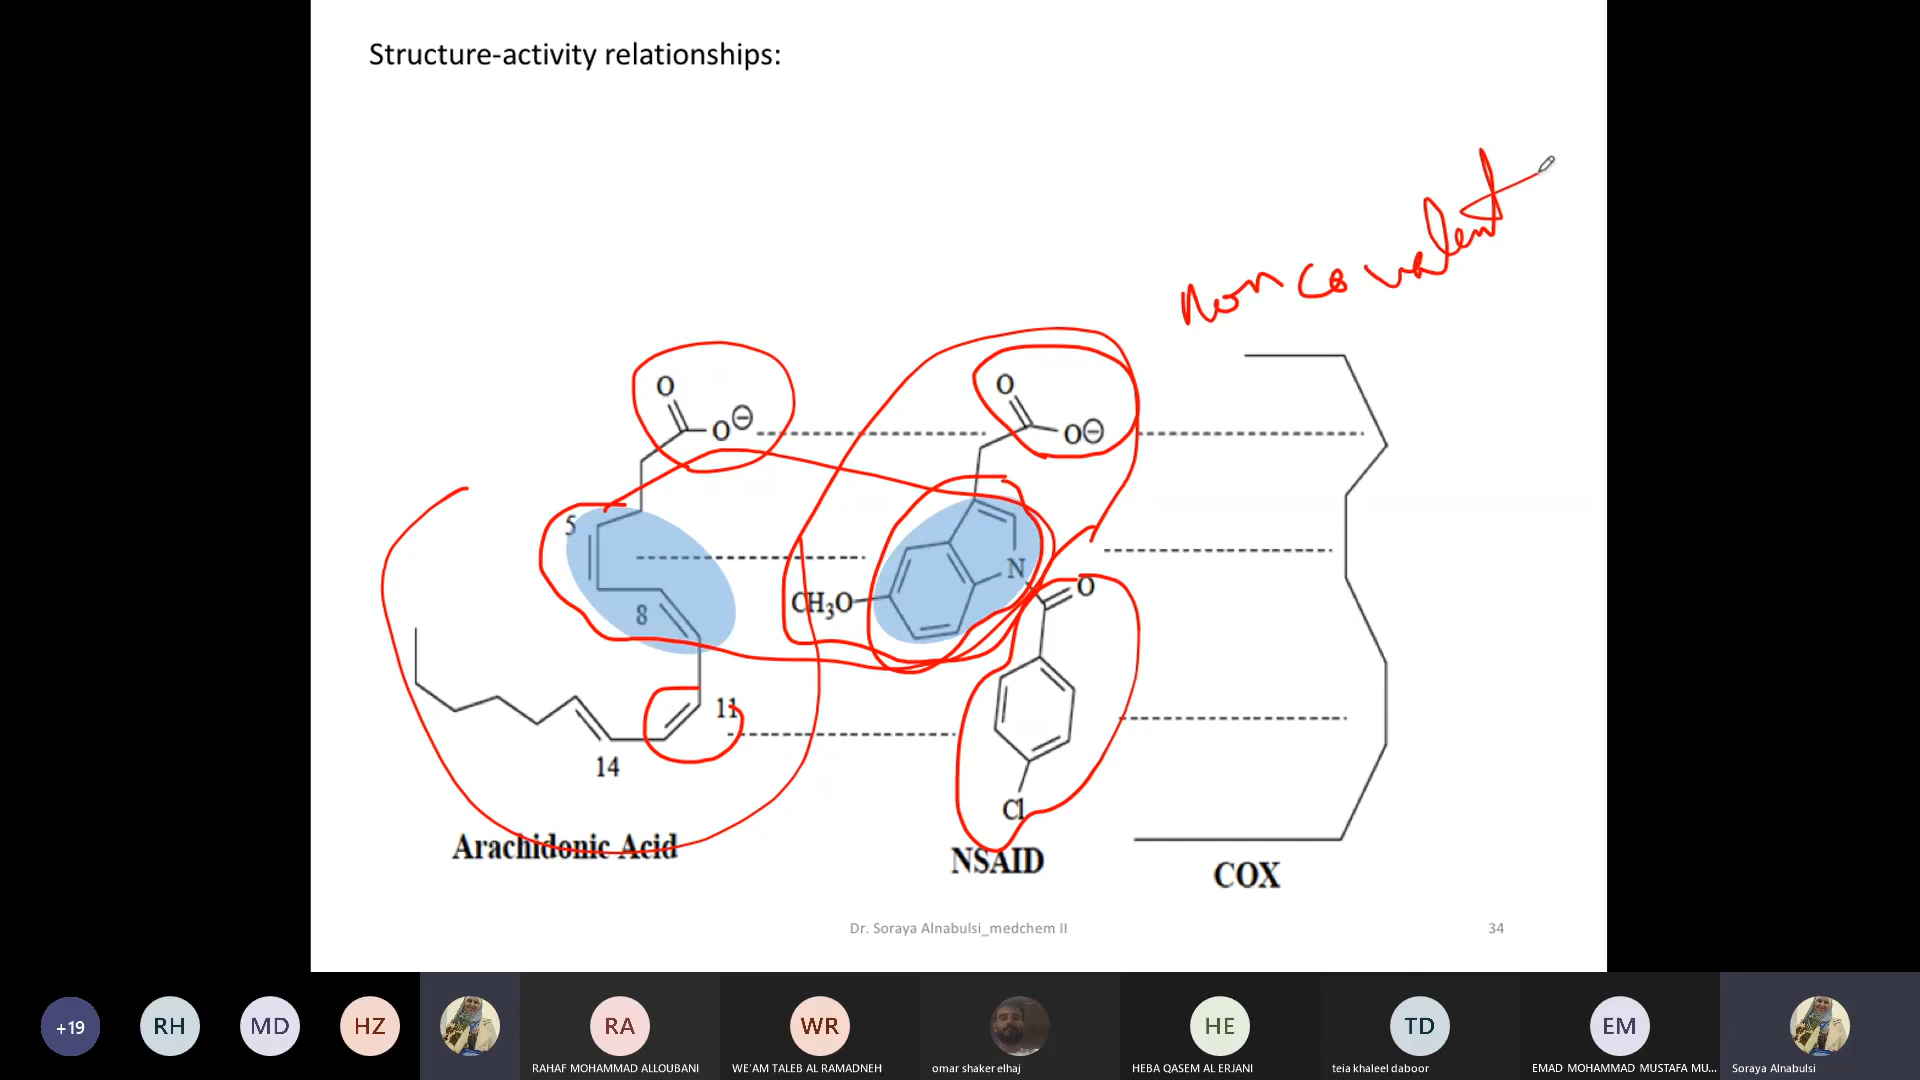 Structure-activity relationships:
non covalent
O
O⊖
O
O⊖
5
8
N
CH₃O
O
11
14
Cl
Arachidonic Acid
NSAID
COX
Dr. Soraya Alnabulsi_medchem II
34
+19
RH
MD
HZ
RA
WR
HE
TD
EM
RAHAF MOHAMMAD ALLOUBANI
WE'AM TALEB AL RAMADNEH
omar shaker elhaj
HEBA QASEM AL ERJANI
teia khaleel daboor
EMAD MOHAMMAD MUSTAFA MU...
Soraya Alnabulsi